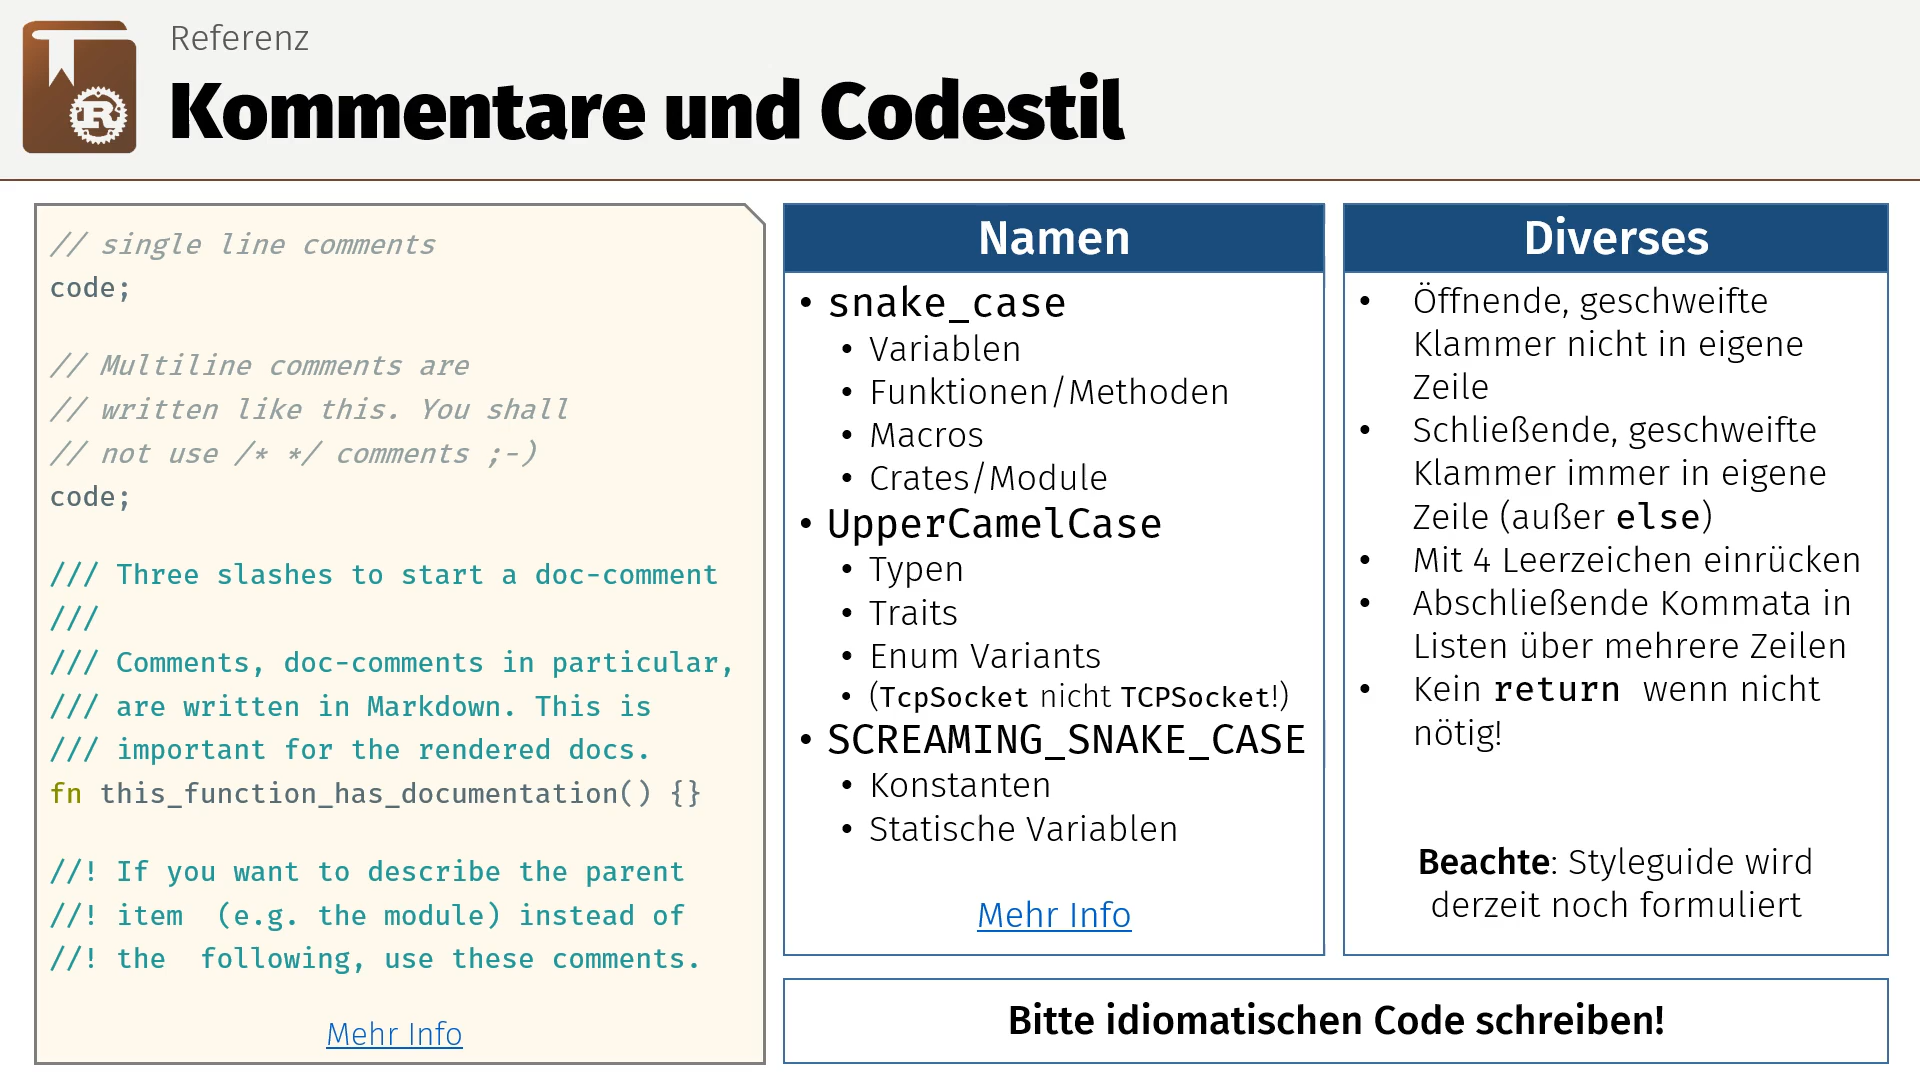 Referenz
Kommentare und Codestil
// single line comments
code;
// Multiline comments are
// written like this. You shall
// not use /* */ comments ;-)
code;
/// Three slashes to start a doc-comment
///
/// Comments, doc-comments in particular,
/// are written in Markdown. This is
/// important for the rendered docs.
fn this_function_has_documentation() {}
//! If you want to describe the parent
//! item  (e.g. the module) instead of
//! the  following, use these comments.
Mehr Info
Namen
• snake_case
• Variablen
• Funktionen/Methoden
• Macros
• Crates/Module
• UpperCamelCase
• Typen
• Traits
• Enum Variants
• (TcpSocket nicht TCPSocket!)
• SCREAMING_SNAKE_CASE
• Konstanten
• Statische Variablen
Mehr Info
Diverses
• Öffnende, geschweifte
Klammer nicht in eigene
Zeile
• Schließende, geschweifte
Klammer immer in eigene
Zeile (außer else)
• Mit 4 Leerzeichen einrücken
• Abschließende Kommata in
Listen über mehrere Zeilen
• Kein return  wenn nicht
nötig!
Beachte: Styleguide wird
derzeit noch formuliert
Bitte idiomatischen Code schreiben!
R